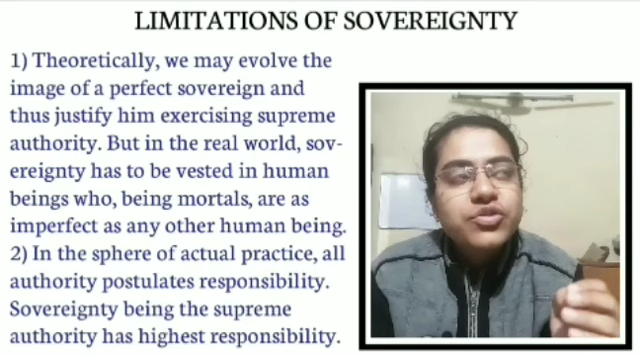 LIMITATIONS OF SOVEREIGNTY
1) Theoretically, we may evolve the
image of a perfect sovereign and
thus justify him exercising supreme
authority. But in the real world, sov-
ereignty has to be vested in human
beings who, being mortals, are as
imperfect as any other human being.
2) In the sphere of actual practice, all
authority postulates responsibility.
Sovereignty being the supreme
authority has highest responsibility.